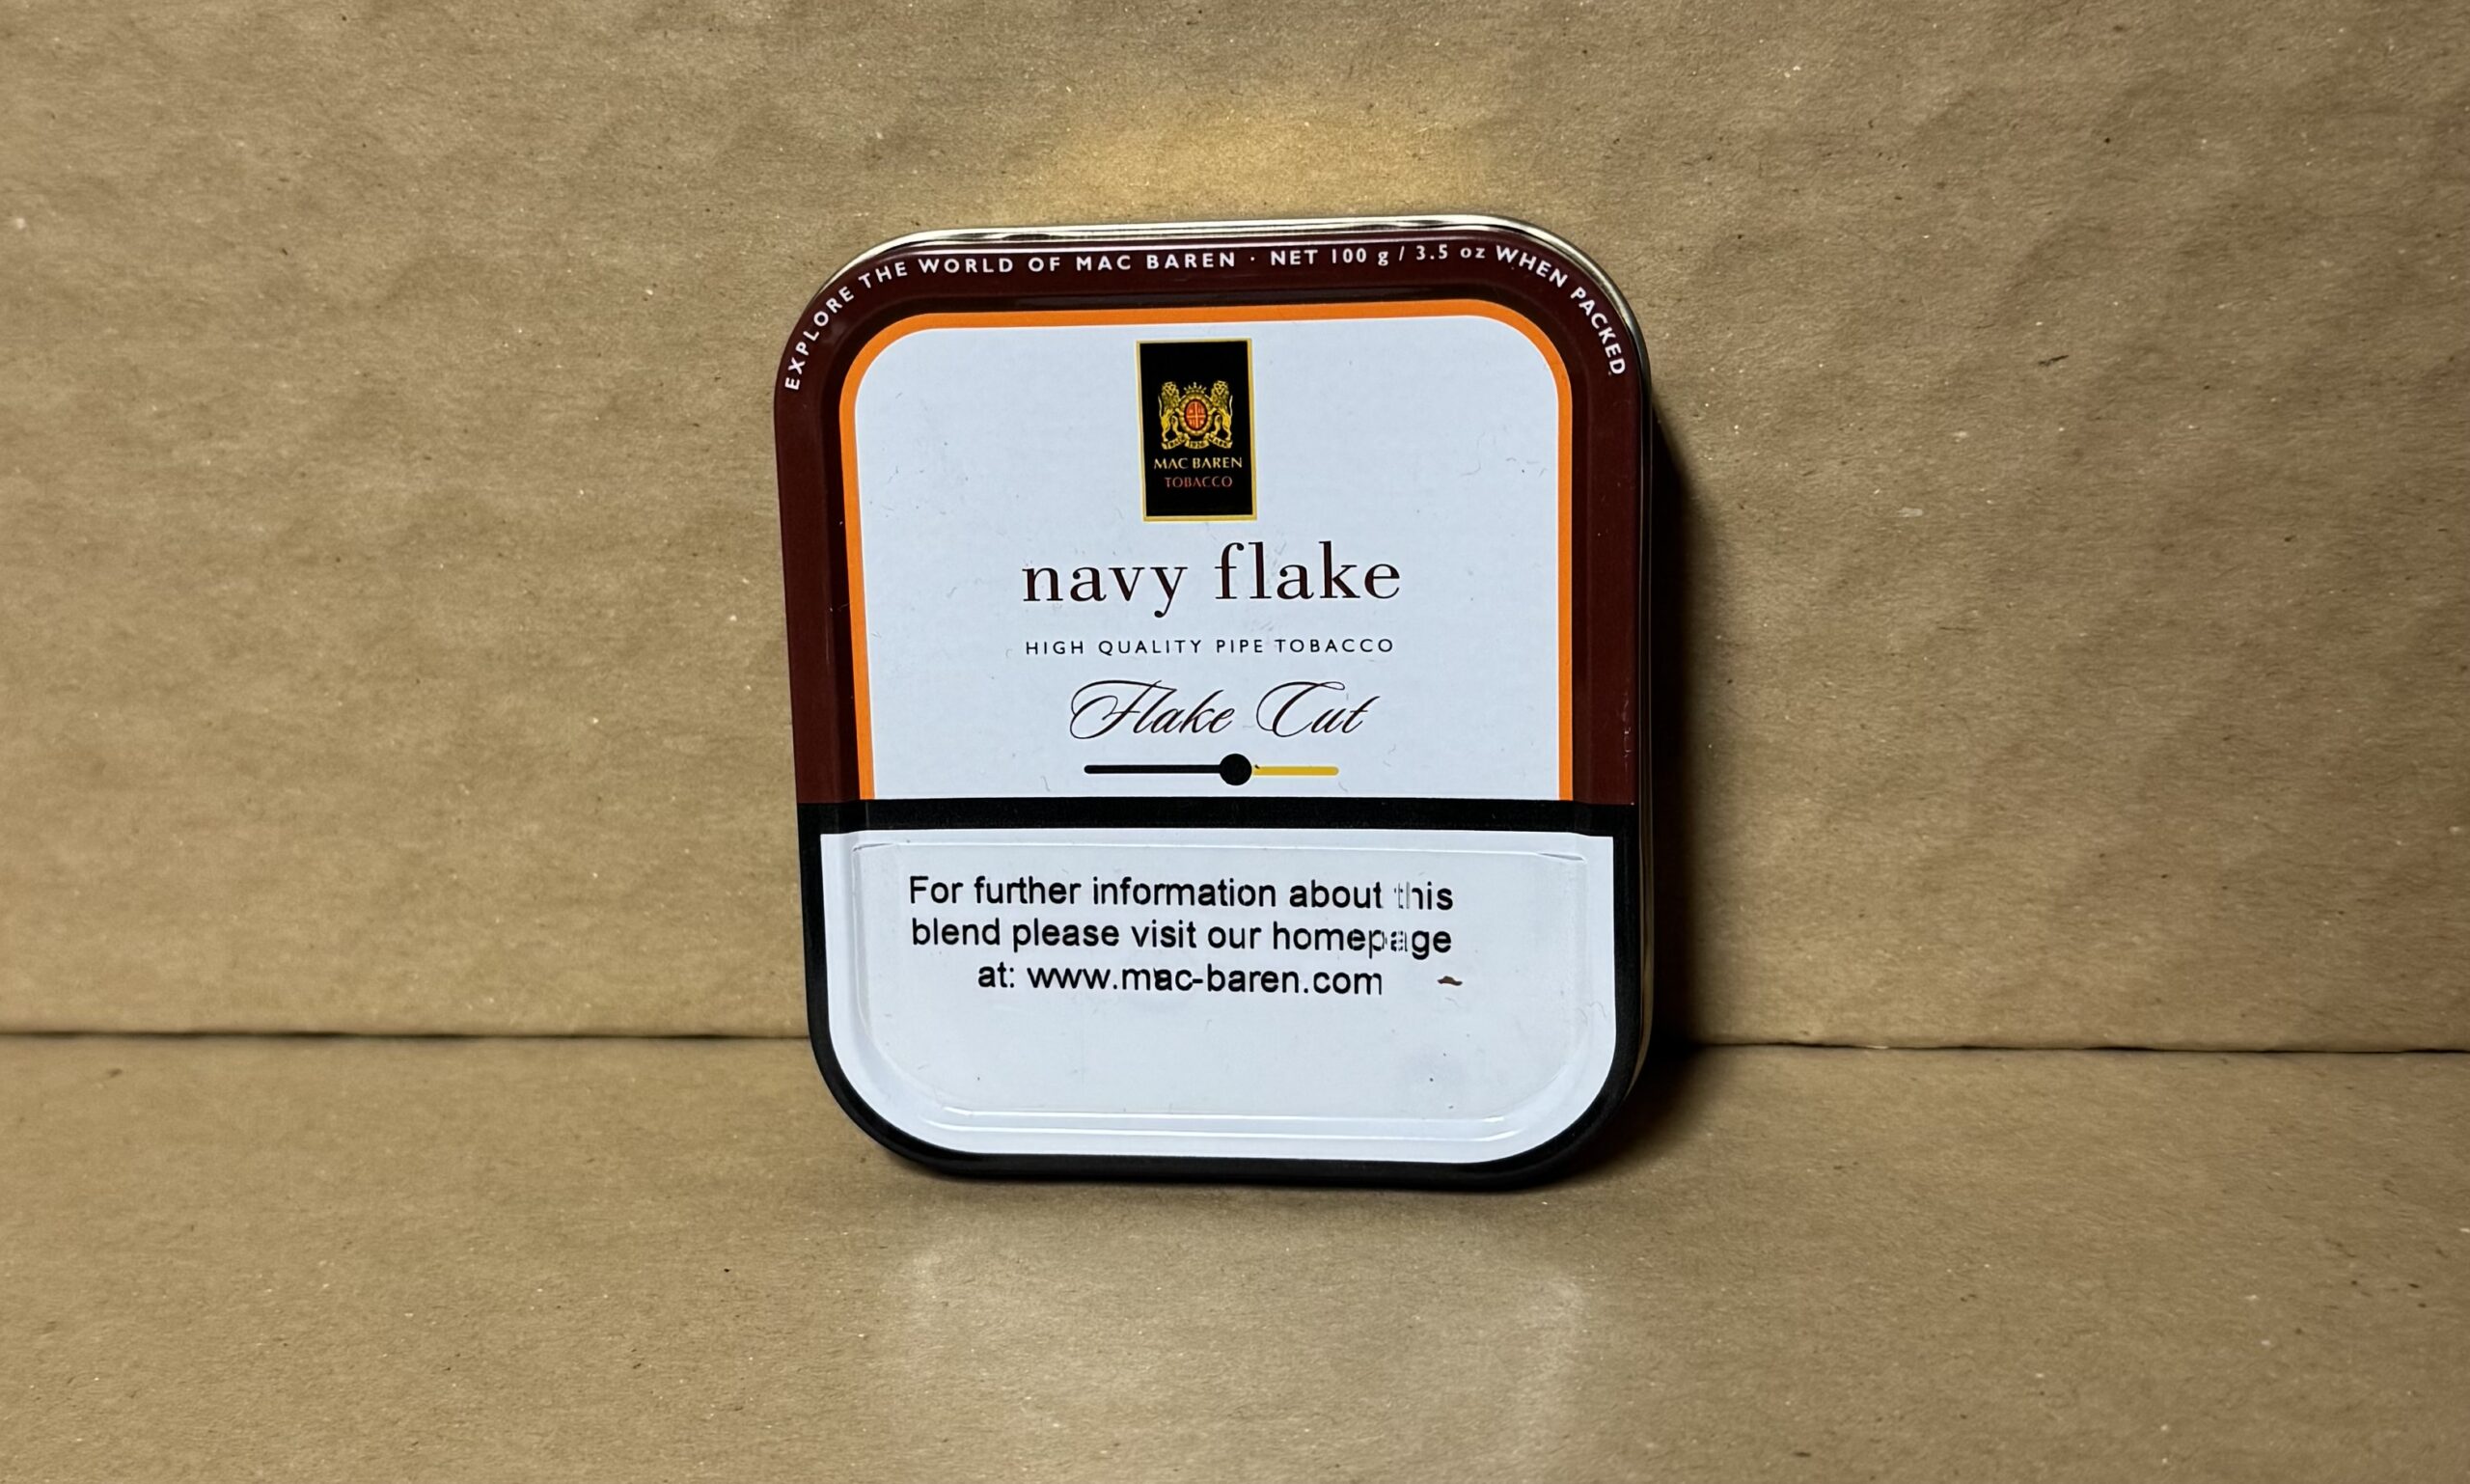 EXPLORE THE WORLD OF MAC BAREN · NET 100 g / 3.5 oz WHEN PACKED
MAC BAREN
TOBACCO
navy flake
HIGH QUALITY PIPE TOBACCO
Flake Cut
For further information about this
blend please visit our homepage
at: www.mac-baren.com